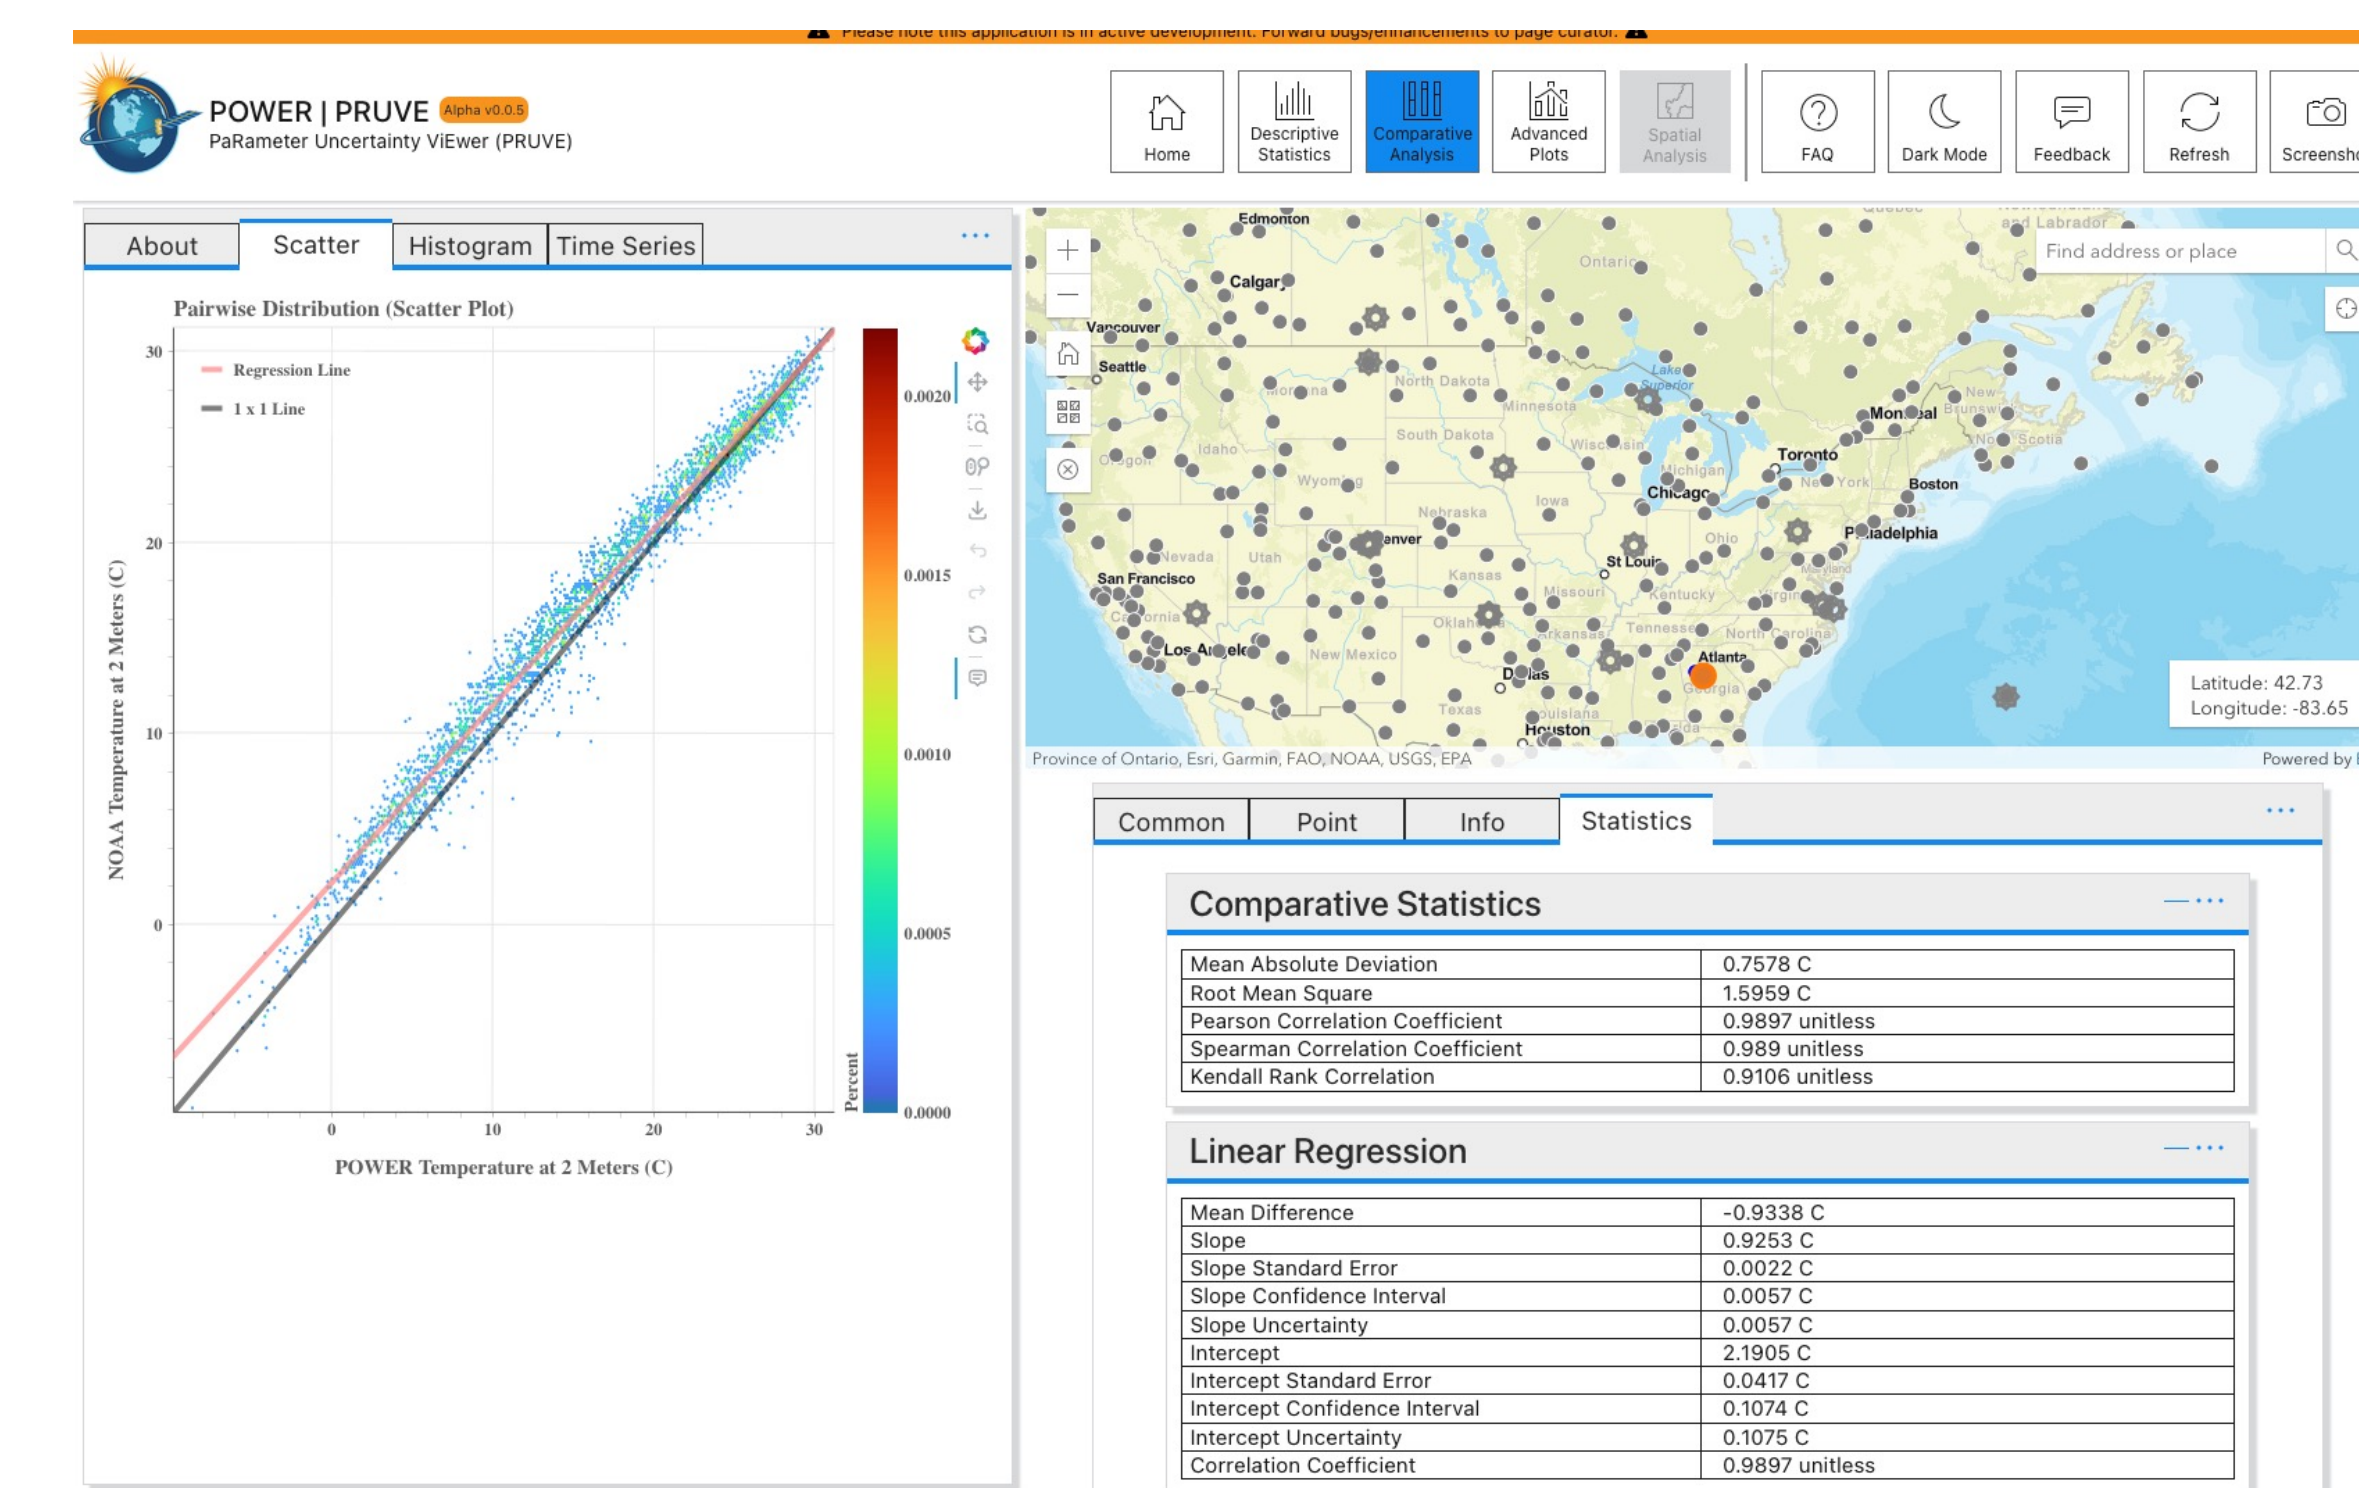 Please note this application is in active development. Forward bugs/enhancements to page curator.
POWER | PRUVE Alpha v0.0.5
PaRameter Uncertainty ViEwer (PRUVE)
Home
Descriptive Statistics
Comparative Analysis
Advanced Plots
Spatial Analysis
FAQ
Dark Mode
Feedback
Refresh
About
Scatter
Histogram
Time Series
Pairwise Distribution (Scatter Plot)
Regression Line
1 x 1 Line
30
20
10
0
NOAA Temperature at 2 Meters (C)
0
10
20
30
POWER Temperature at 2 Meters (C)
0.0020
0.0015
0.0010
0.0005
0.0000
Percent
Edmonton
and Labrador
Find address or place
Ontario
Vancouver
Seattle
Lake Superior
North Dakota
Minnesota
South Dakota
Idaho
Nova Scotia
Toronto
Michigan
Boston
Iowa
Nebraska
Ohio
Nevada
Utah
St Louis
Kansas
San Francisco
Missouri
Kentucky
Tennessee
North Carolina
Arkansas
New Mexico
Atlanta
Georgia
Texas
Houston
Latitude: 42.73
Longitude: -83.65
Province of Ontario, Esri, Garmin, FAO, NOAA, USGS, EPA
Powered by
Common
Point
Info
Statistics
Comparative Statistics
Mean Absolute Deviation 0.7578 C
Root Mean Square 1.5959 C
Pearson Correlation Coefficient 0.9897 unitless
Spearman Correlation Coefficient 0.989 unitless
Kendall Rank Correlation 0.9106 unitless
Linear Regression
Mean Difference -0.9338 C
Slope 0.9253 C
Slope Standard Error 0.0022 C
Slope Confidence Interval 0.0057 C
Slope Uncertainty 0.0057 C
Intercept 2.1905 C
Intercept Standard Error 0.0417 C
Intercept Confidence Interval 0.1074 C
Intercept Uncertainty 0.1075 C
Correlation Coefficient 0.9897 unitless